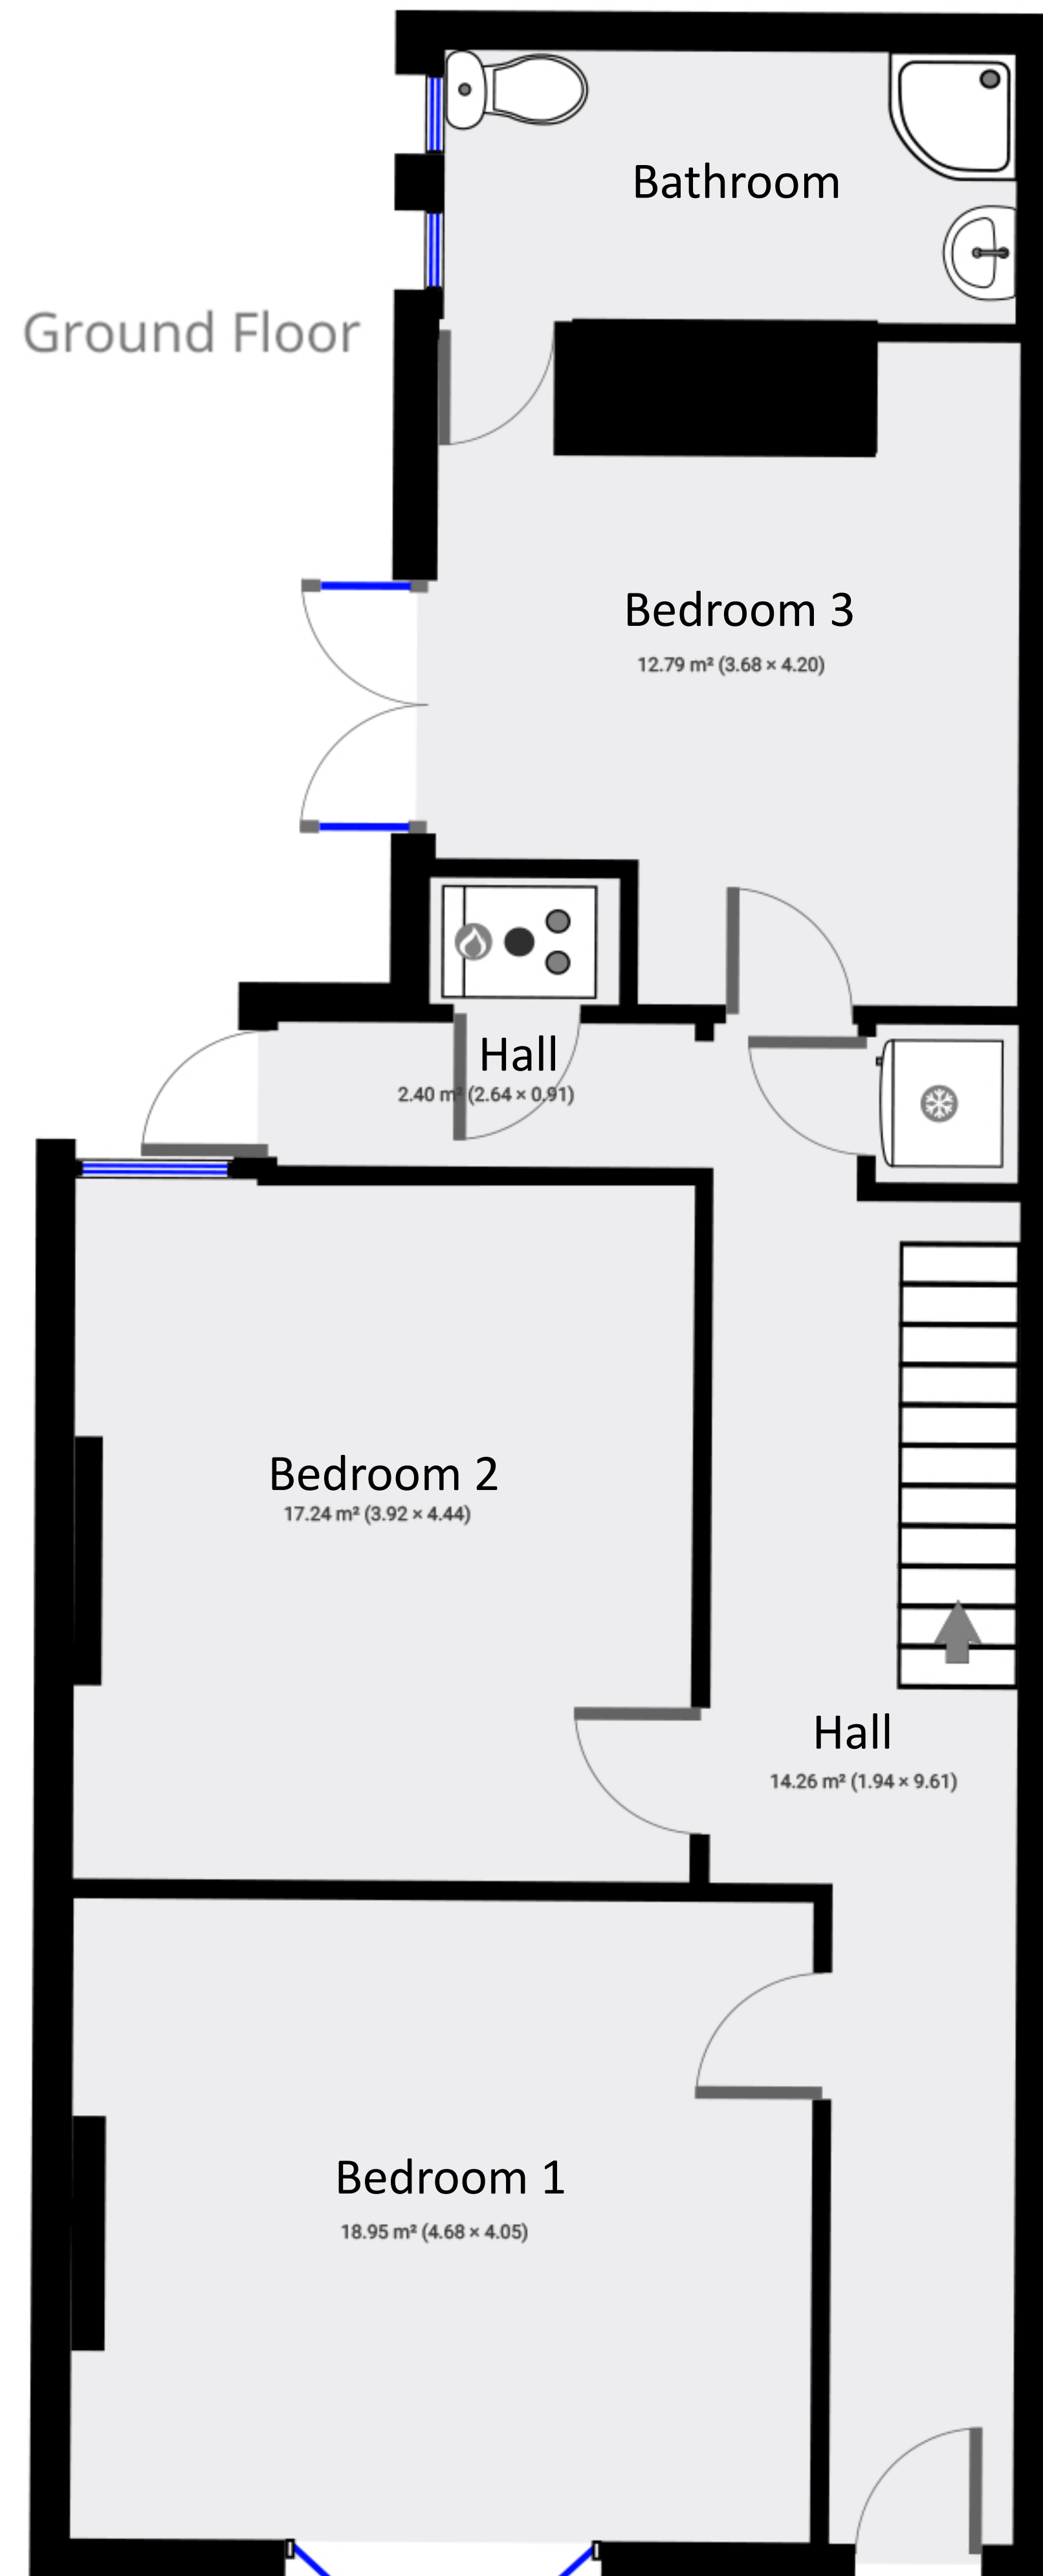 Bathroom
Ground Floor
Bedroom 3
12.79 m² (3.68 × 4.20)
Hall
2.40 m² (2.64 × 0.91)
Bedroom 2
17.24 m² (3.92 × 4.44)
Hall
14.26 m² (1.94 × 9.61)
Bedroom 1
18.95 m² (4.68 × 4.05)